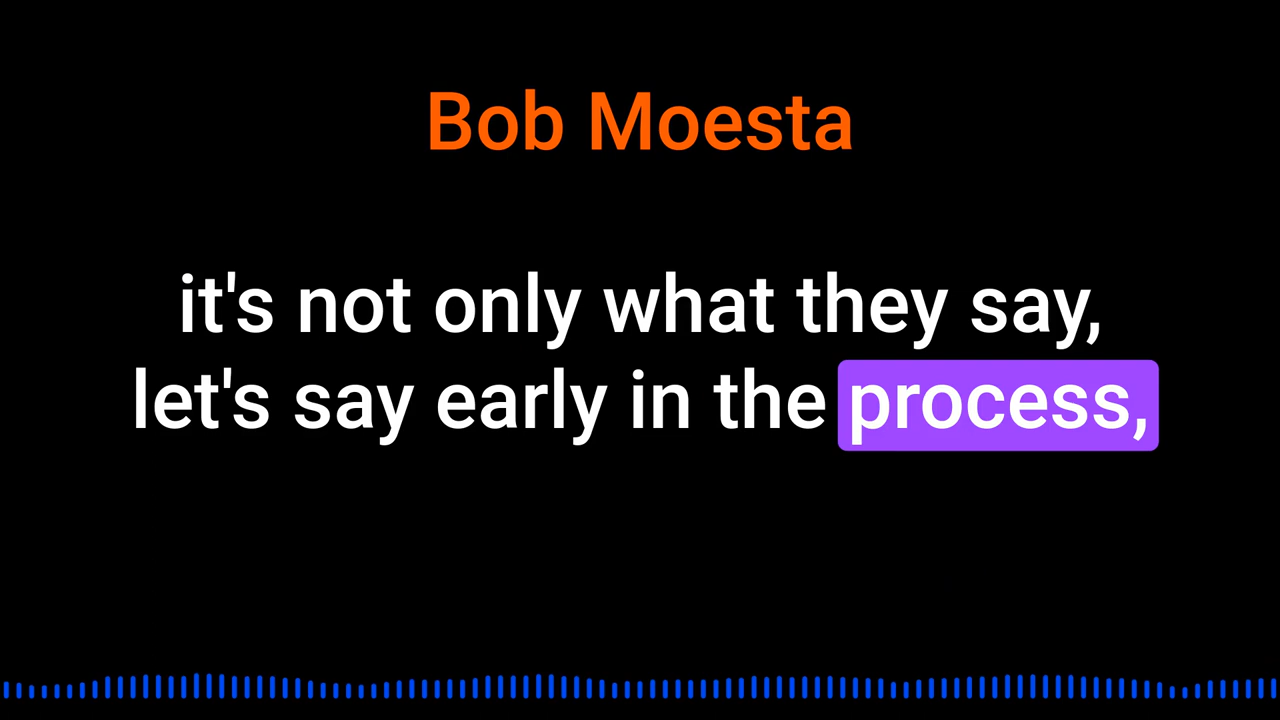 Bob Moesta
it's not only what they say,
let's say early in the process,